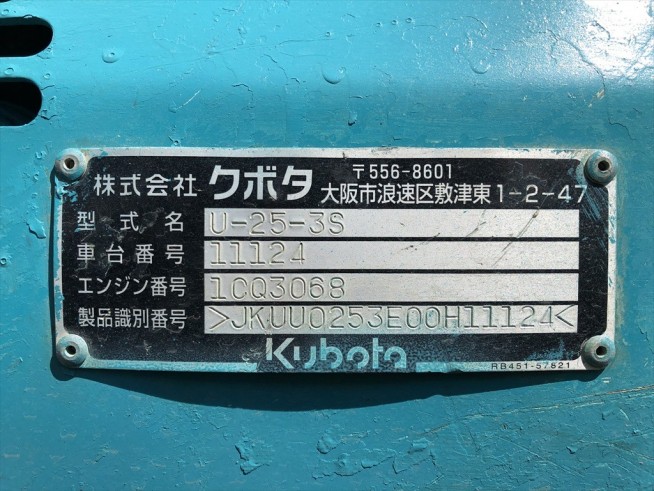 株式会社 クボタ 〒556-8601
大阪市浪速区敷津東1-2-47
型式名 U-25-3S
車台番号 11124
エンジン番号 1CQ3068
製品識別番号 >JKUU0253E00H11124<
Kubota
RB451-57821